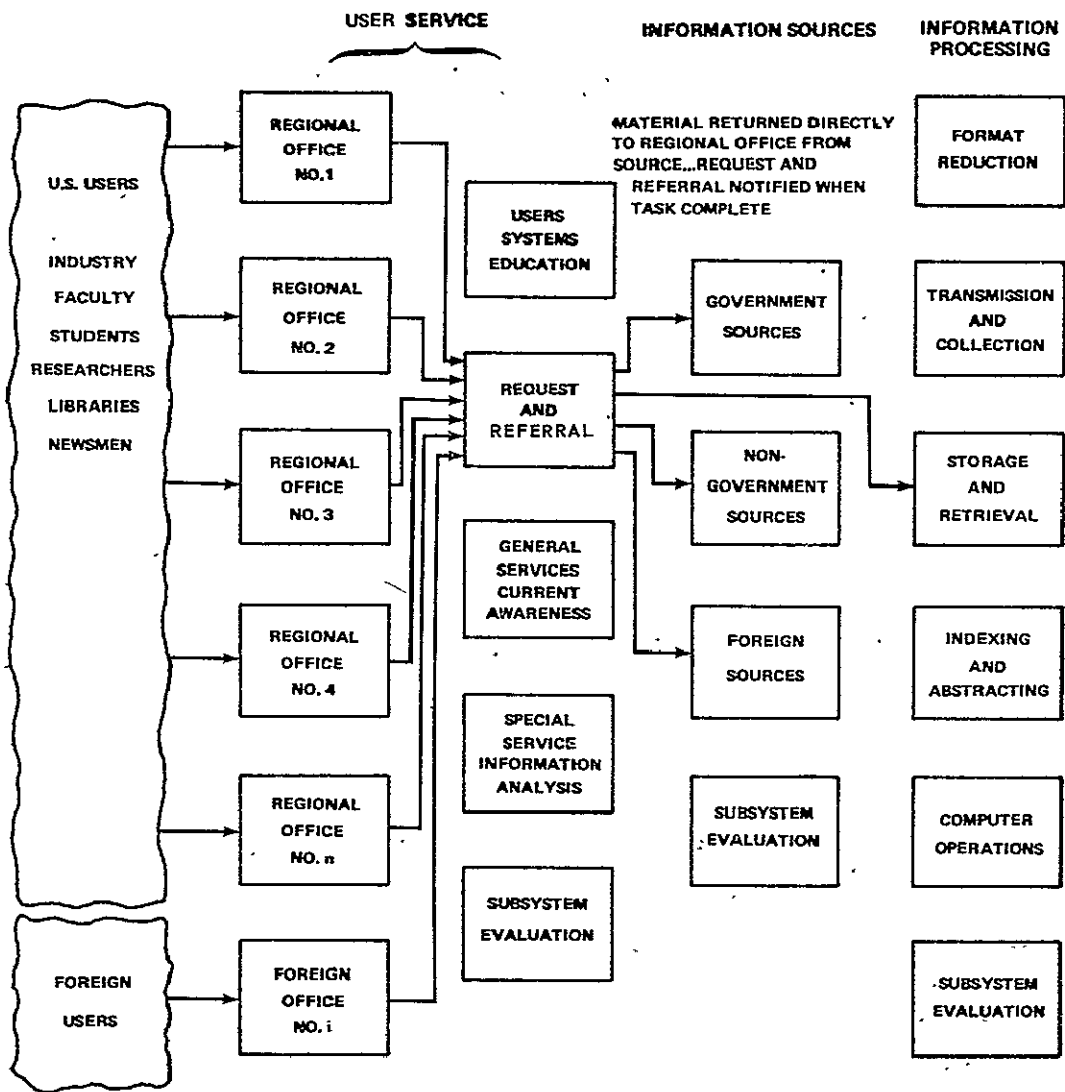 USER SERVICE
INFORMATION SOURCES
INFORMATION
PROCESSING
U.S. USERS
INDUSTRY
FACULTY
STUDENTS
RESEARCHERS
LIBRARIES
NEWSMEN
FOREIGN
USERS
REGIONAL
OFFICE
NO.1
REGIONAL
OFFICE
NO. 2
REGIONAL
OFFICE
NO. 3
REGIONAL
OFFICE
NO. 4
REGIONAL
OFFICE
NO. n
FOREIGN
OFFICE
NO. i
USERS
SYSTEMS
EDUCATION
REQUEST
AND
REFERRAL
GENERAL
SERVICES
CURRENT
AWARENESS
SPECIAL
SERVICE
INFORMATION
ANALYSIS
SUBSYSTEM
EVALUATION
MATERIAL RETURNED DIRECTLY
TO REGIONAL OFFICE FROM
SOURCE...REQUEST AND
REFERRAL NOTIFIED WHEN
TASK COMPLETE
GOVERNMENT
SOURCES
NON-
GOVERNMENT
SOURCES
FOREIGN
SOURCES
SUBSYSTEM
EVALUATION
FORMAT
REDUCTION
TRANSMISSION
AND
COLLECTION
STORAGE
AND
RETRIEVAL
INDEXING
AND
ABSTRACTING
COMPUTER
OPERATIONS
SUBSYSTEM
EVALUATION